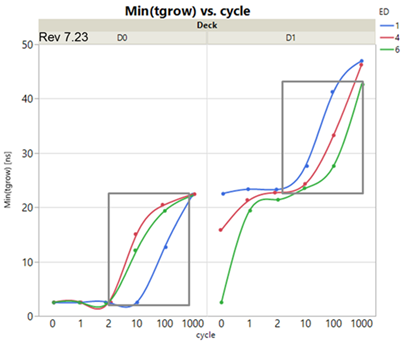 Min(tgrow) vs. cycle
Deck
ED
Rev 7.23
D0
D1
1
4
6
50
40
30
20
10
0
Min(tgrow) [ns]
0 1 2 10 100 1000 0 1 2 10 100 1000
cycle